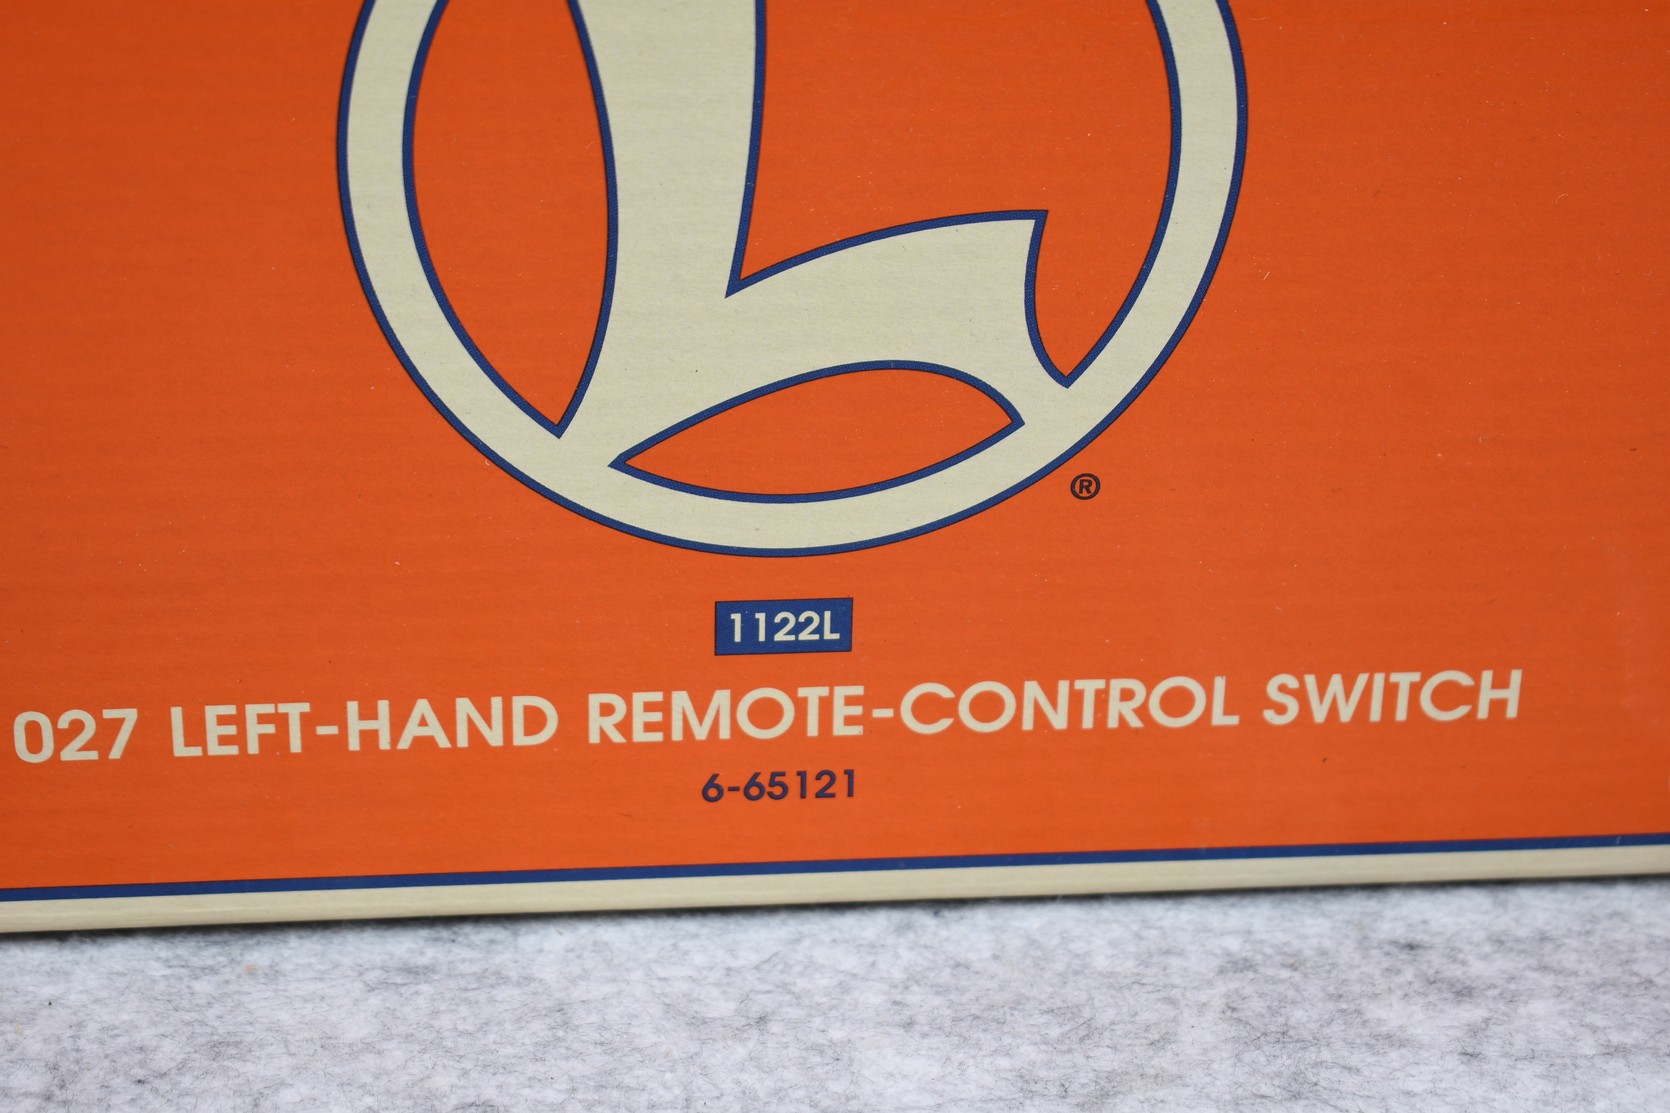 L
®
1122L
027 LEFT-HAND REMOTE-CONTROL SWITCH
6-65121